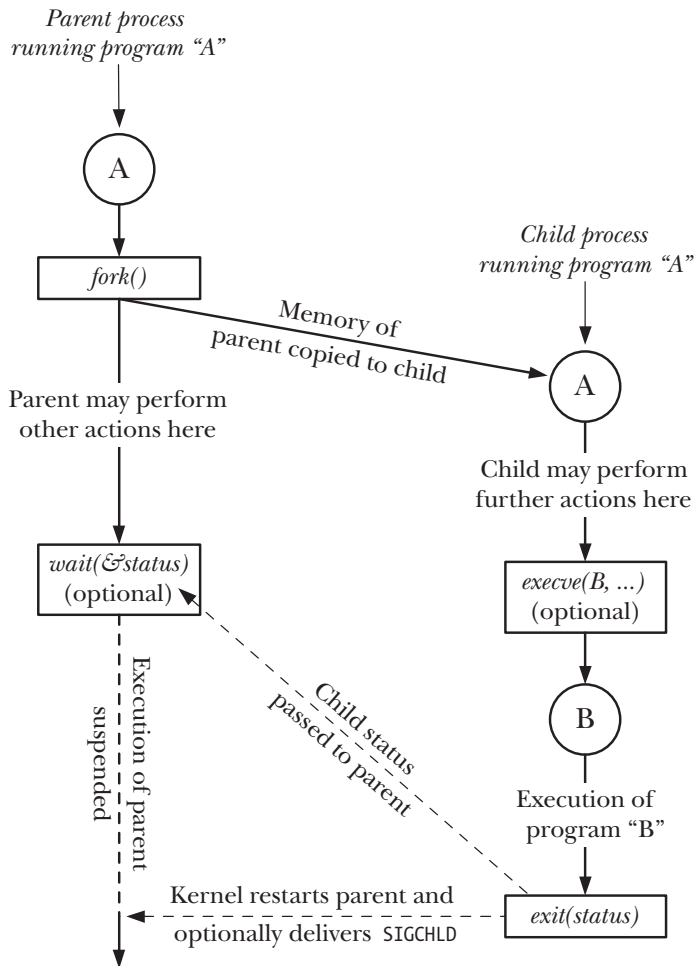 Parent process
running program “A”
A
fork()
Child process
running program “A”
Memory of
parent copied to child
A
Parent may perform
other actions here
Child may perform
further actions here
wait(&status)
(optional)
execve(B, ...)
(optional)
B
Execution of parent
suspended
Child status
passed to parent
Execution of
program “B”
Kernel restarts parent and
optionally delivers SIGCHLD
exit(status)